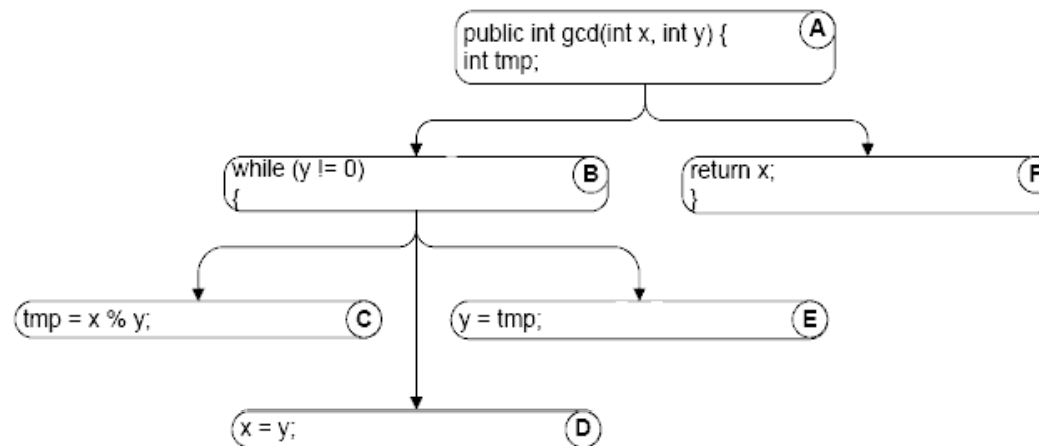 public int gcd(int x, int y) {
int tmp;
A
while (y != 0)
{
B
return x;
}
F
tmp = x % y;
C
y = tmp;
E
x = y;
D